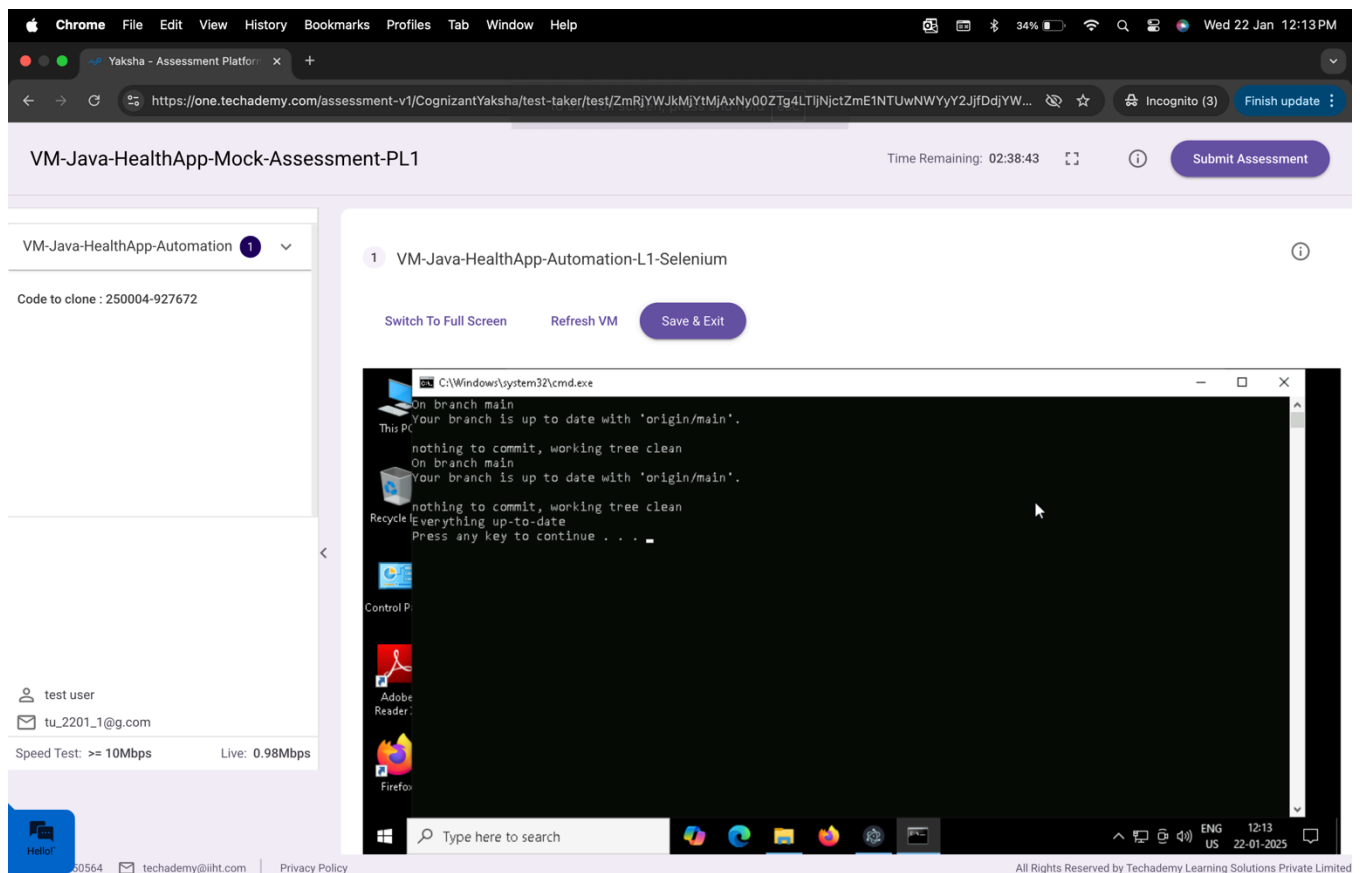 Chrome File Edit View History Bookmarks Profiles Tab Window Help 34% Wed 22 Jan 12:13 PM
Yaksha - Assessment Platform
https://one.techademy.com/assessment-v1/CognizantYaksha/test-taker/test/ZmRjYWJkMjYtMjAxNy00ZTg4LTljNjctZmE1NTUwNWYyY2JjfDdjYW... Incognito (3) Finish update
VM-Java-HealthApp-Mock-Assessment-PL1
Time Remaining: 02:38:43
Submit Assessment
VM-Java-HealthApp-Automation 1
Code to clone : 250004-927672
1 VM-Java-HealthApp-Automation-L1-Selenium
Switch To Full Screen Refresh VM Save & Exit
C:\Windows\system32\cmd.exe
On branch main
Your branch is up to date with 'origin/main'.
nothing to commit, working tree clean
On branch main
Your branch is up to date with 'origin/main'.
nothing to commit, working tree clean
Everything up-to-date
Press any key to continue . . .
This PC
Recycle
Control P
Adobe
Reader
Firefox
test user
tu_2201_1@g.com
Speed Test: >= 10Mbps Live: 0.98Mbps
Type here to search
ENG
US
12:13
22-01-2025
Hello!
50564 techademy@iiht.com Privacy Policy
All Rights Reserved by Techademy Learning Solutions Private Limited